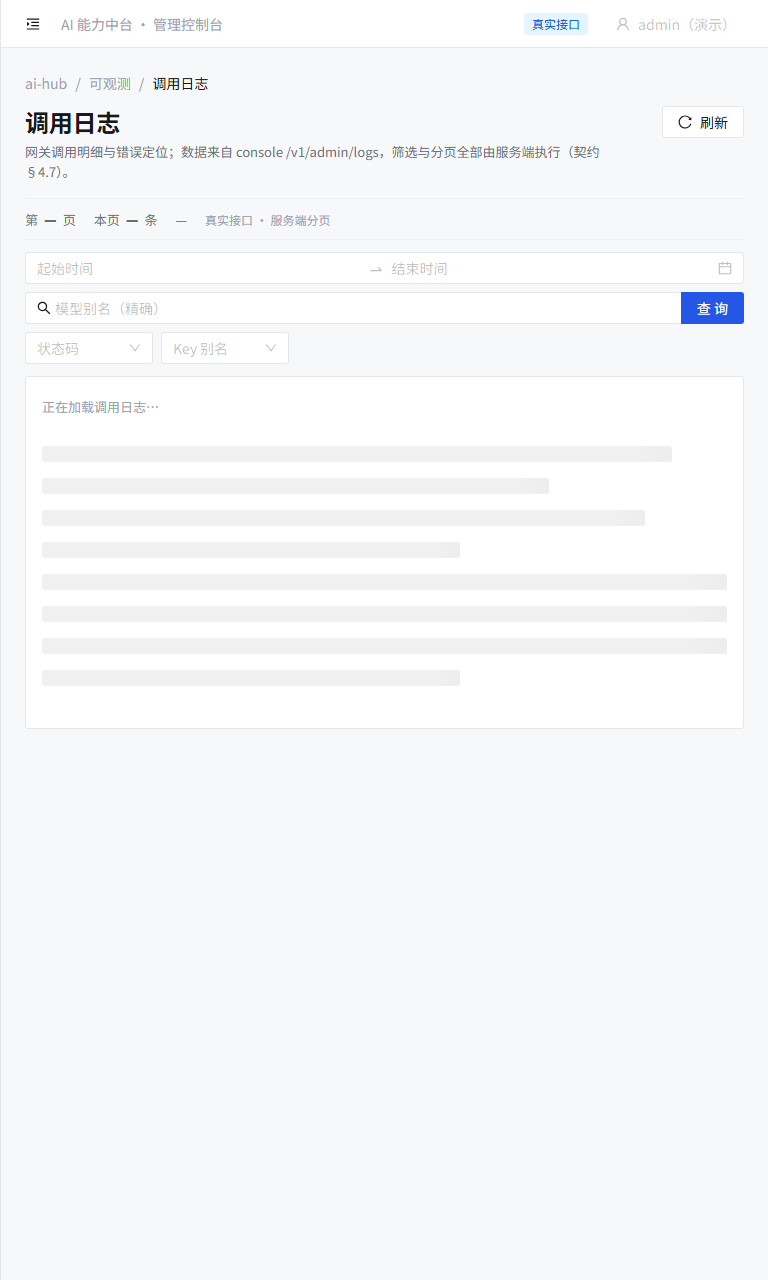 AI 能力中台 · 管理控制台
真实接口
admin（演示）
ai-hub / 可观测 / 调用日志
调用日志
刷新
网关调用明细与错误定位；数据来自 console /v1/admin/logs，筛选与分页全部由服务端执行（契约
§4.7）。
第 — 页 本页 — 条 — 真实接口 · 服务端分页
起始时间 → 结束时间
模型别名（精确）
查 询
状态码
Key 别名
正在加载调用日志…